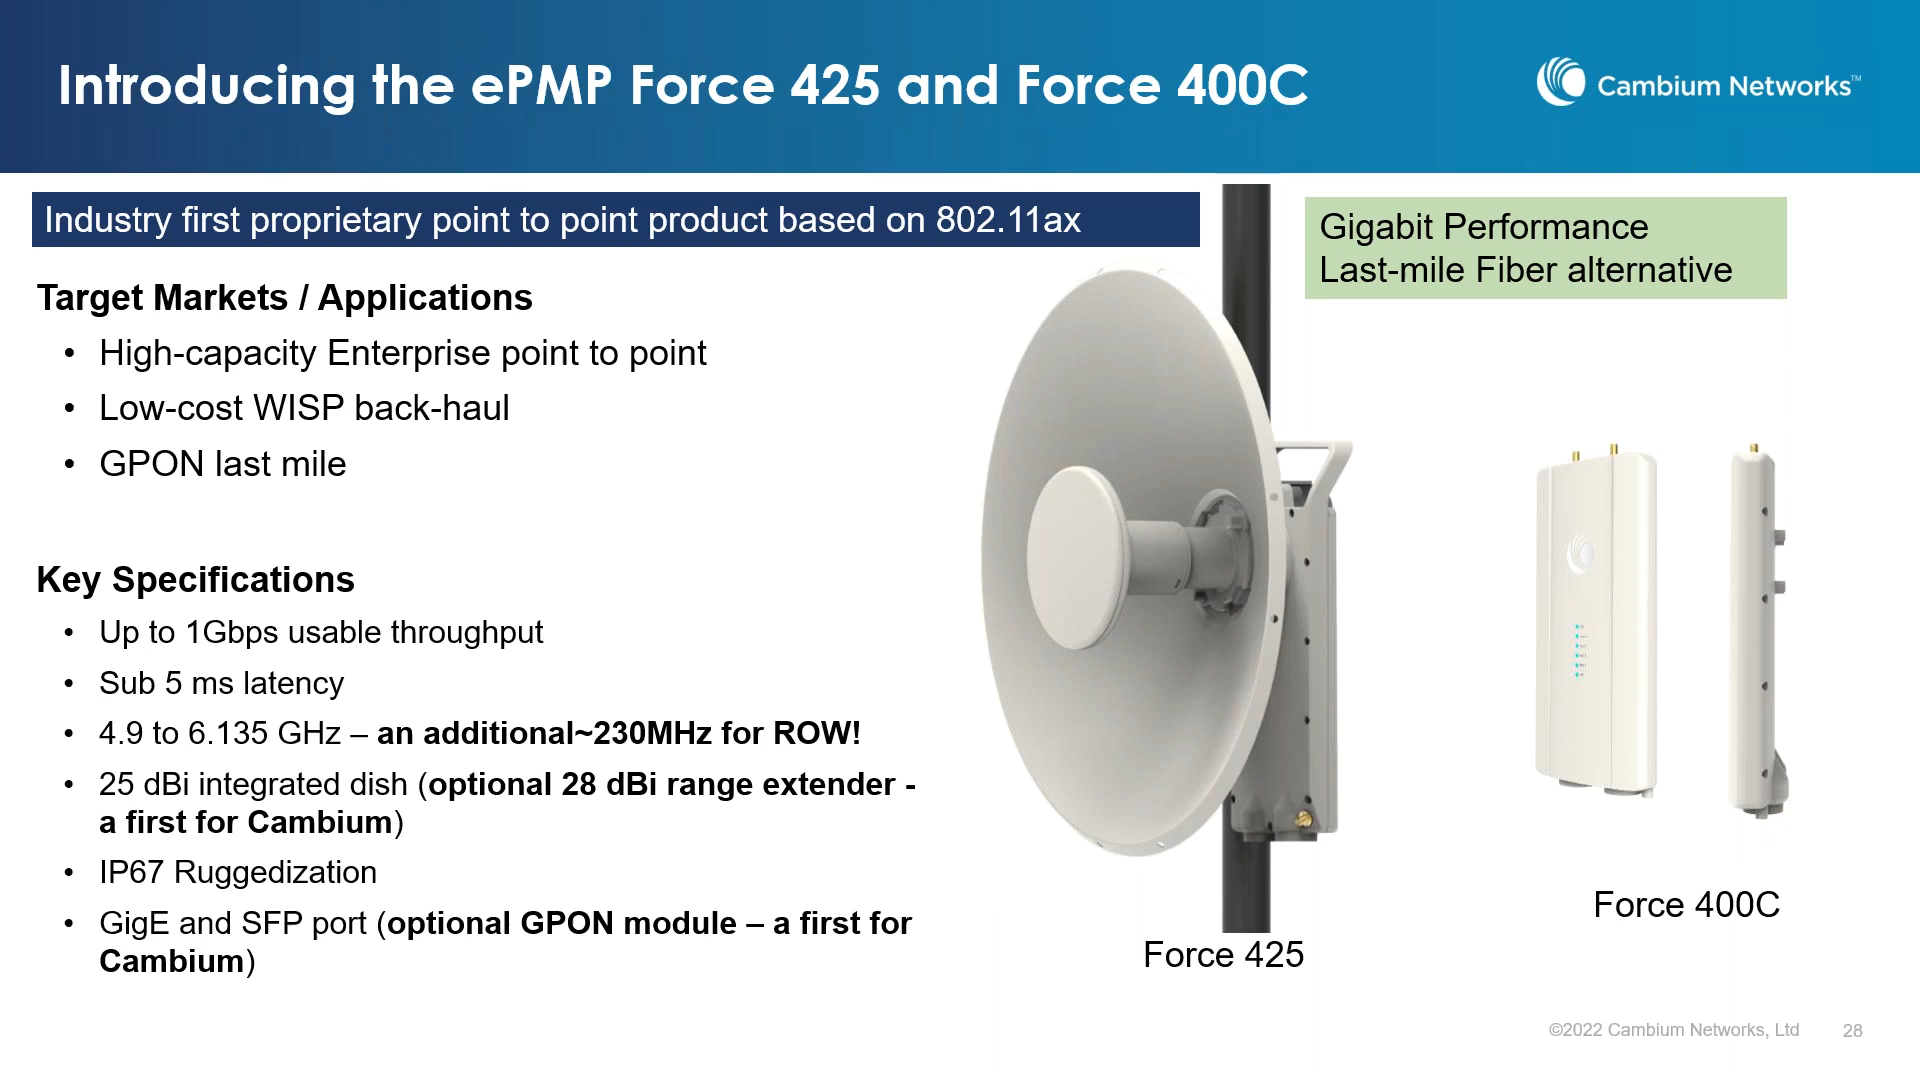 Introducing the ePMP Force 425 and Force 400C
Cambium Networks™
Industry first proprietary point to point product based on 802.11ax
Gigabit Performance
Last-mile Fiber alternative
Target Markets / Applications
• High-capacity Enterprise point to point
• Low-cost WISP back-haul
• GPON last mile
Key Specifications
• Up to 1Gbps usable throughput
• Sub 5 ms latency
• 4.9 to 6.135 GHz – an additional~230MHz for ROW!
• 25 dBi integrated dish (optional 28 dBi range extender -
a first for Cambium)
• IP67 Ruggedization
• GigE and SFP port (optional GPON module – a first for
Cambium)
Force 425
Force 400C
©2022 Cambium Networks, Ltd
28